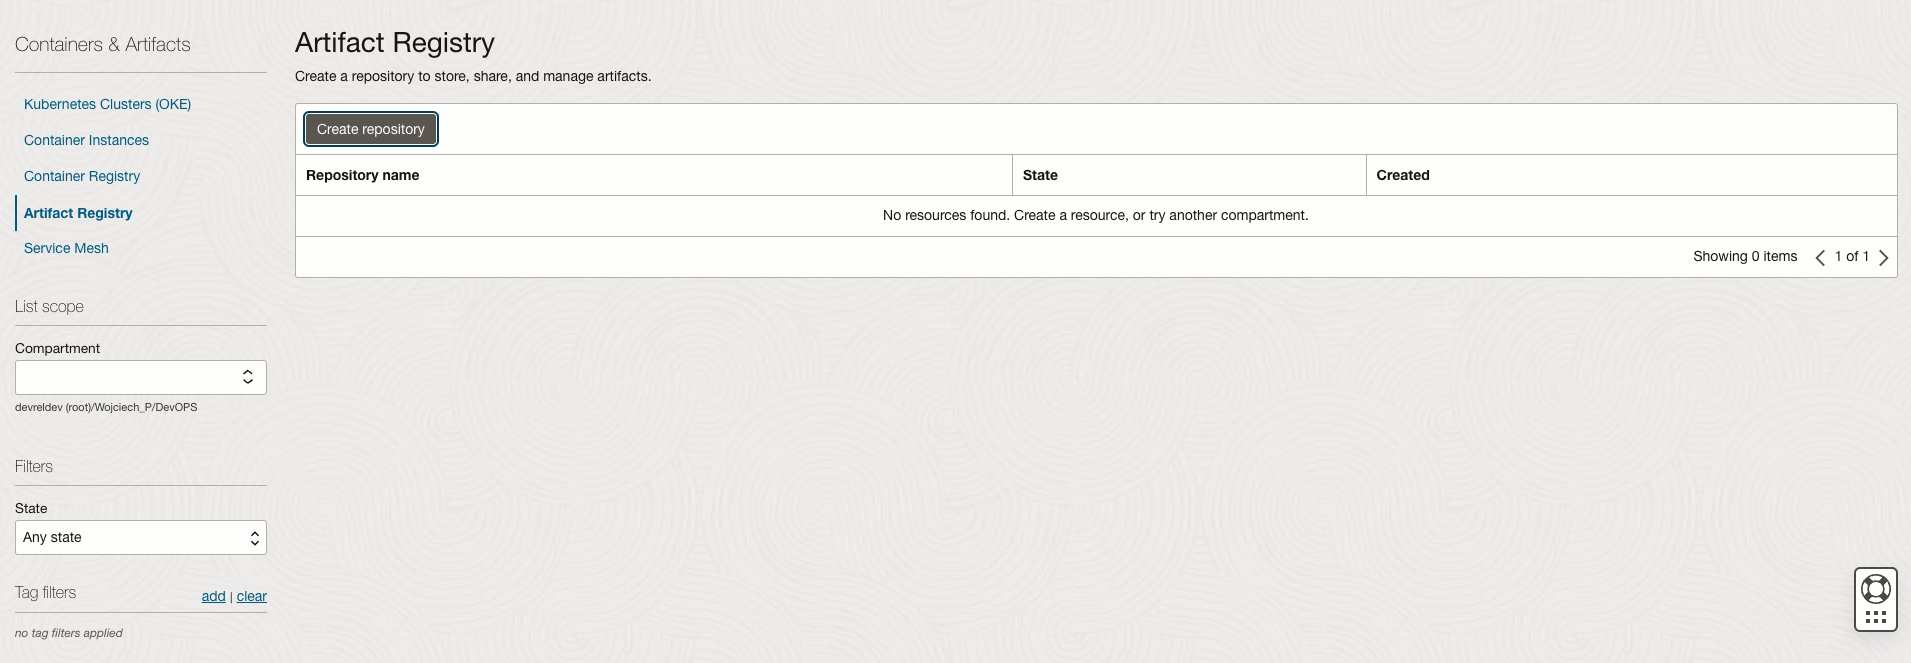 Containers & Artifacts
Kubernetes Clusters (OKE)
Container Instances
Container Registry
Artifact Registry
Service Mesh
List scope
Compartment
devreldev (root)/Wojciech_P/DevOPS
Filters
State
Any state
Tag filters
add | clear
no tag filters applied
Artifact Registry
Create a repository to store, share, and manage artifacts.
Create repository
Repository name State Created
No resources found. Create a resource, or try another compartment.
Showing 0 items 1 of 1